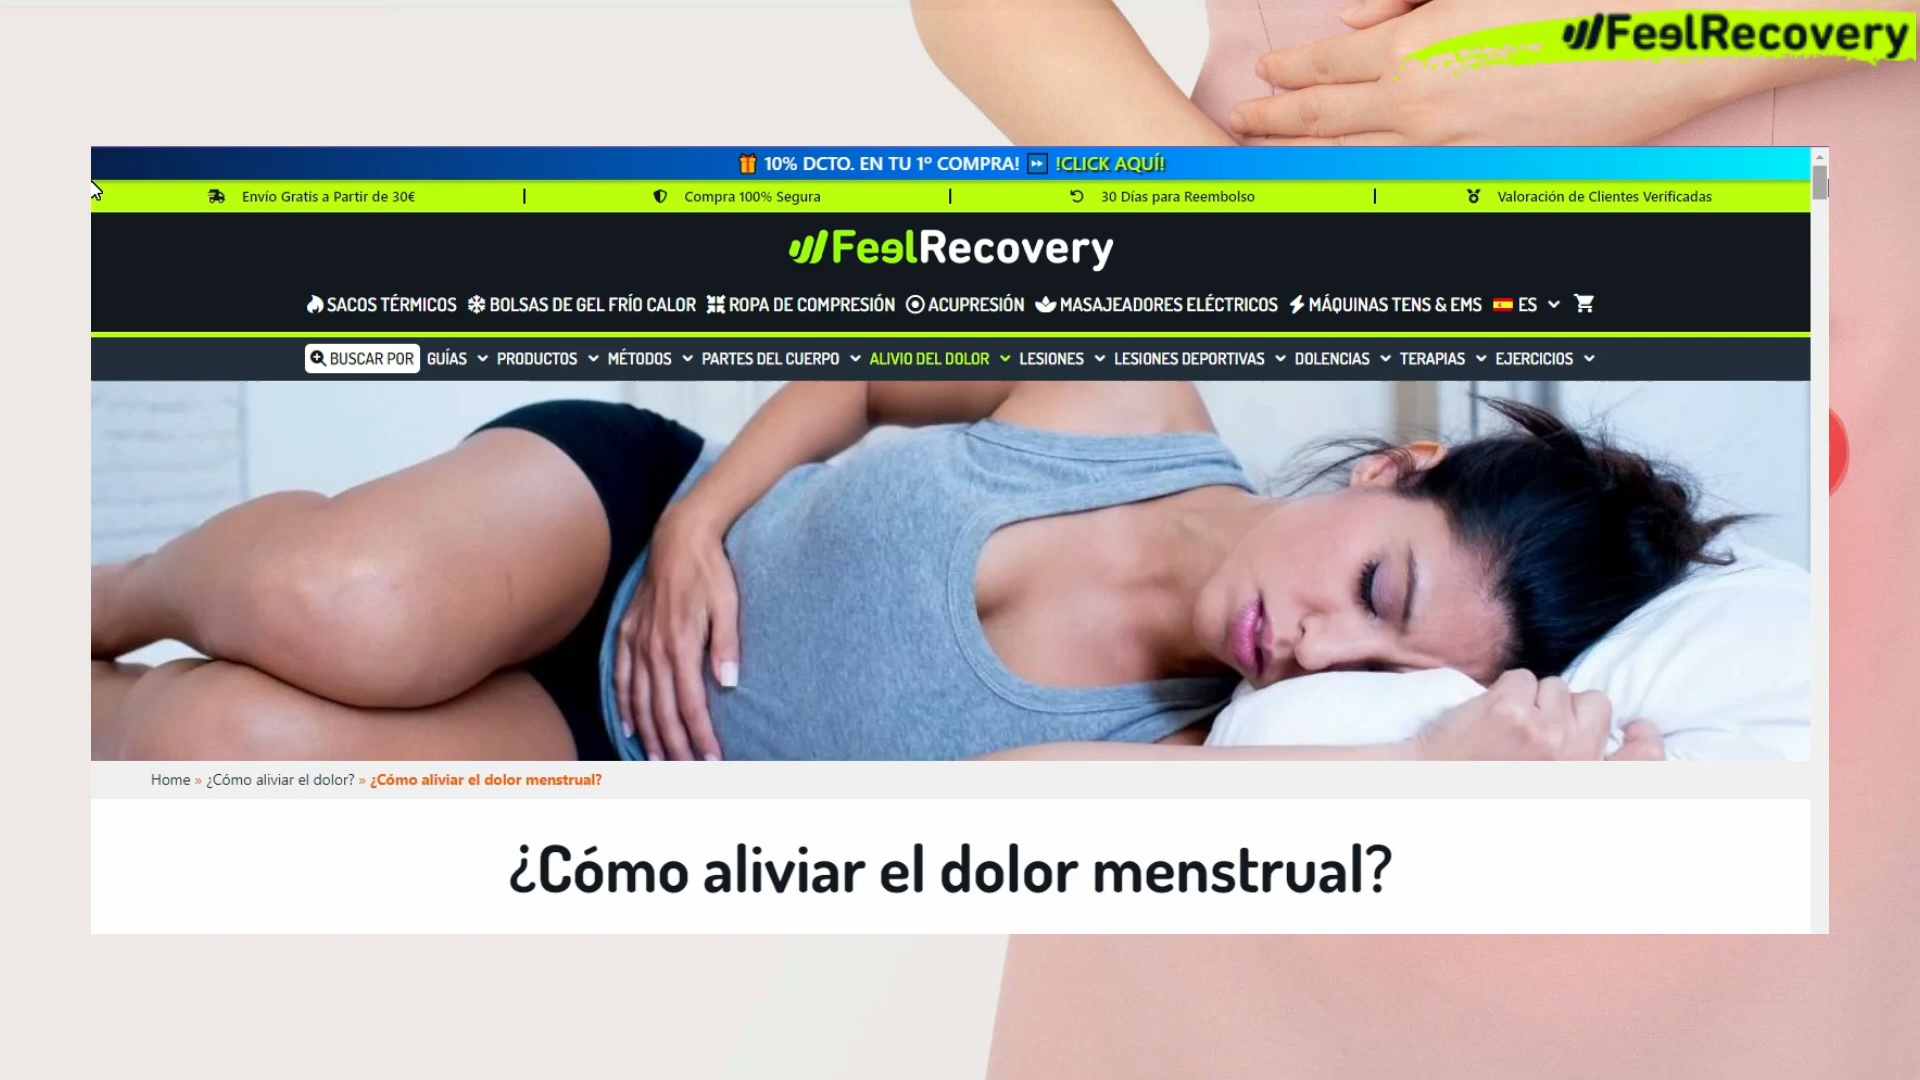 FeelRecovery
10% DCTO. EN TU 1º COMPRA! !CLICK AQUÍ!
Envío Gratis a Partir de 30€ | Compra 100% Segura | 30 Días para Reembolso | Valoración de Clientes Verificadas
FeelRecovery
SACOS TÉRMICOS BOLSAS DE GEL FRÍO CALOR ROPA DE COMPRESIÓN ACUPRESIÓN MASAJEADORES ELÉCTRICOS MÁQUINAS TENS & EMS ES
BUSCAR POR GUÍAS PRODUCTOS MÉTODOS PARTES DEL CUERPO ALIVIO DEL DOLOR LESIONES LESIONES DEPORTIVAS DOLENCIAS TERAPIAS EJERCICIOS
Home » ¿Cómo aliviar el dolor? » ¿Cómo aliviar el dolor menstrual?
¿Cómo aliviar el dolor menstrual?